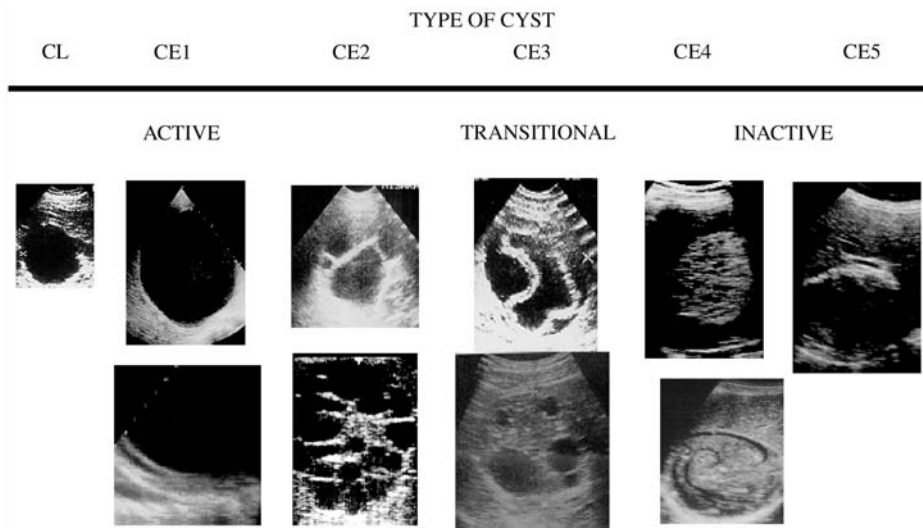 TYPE OF CYST
CL CE1 CE2 CE3 CE4 CE5
ACTIVE TRANSITIONAL INACTIVE